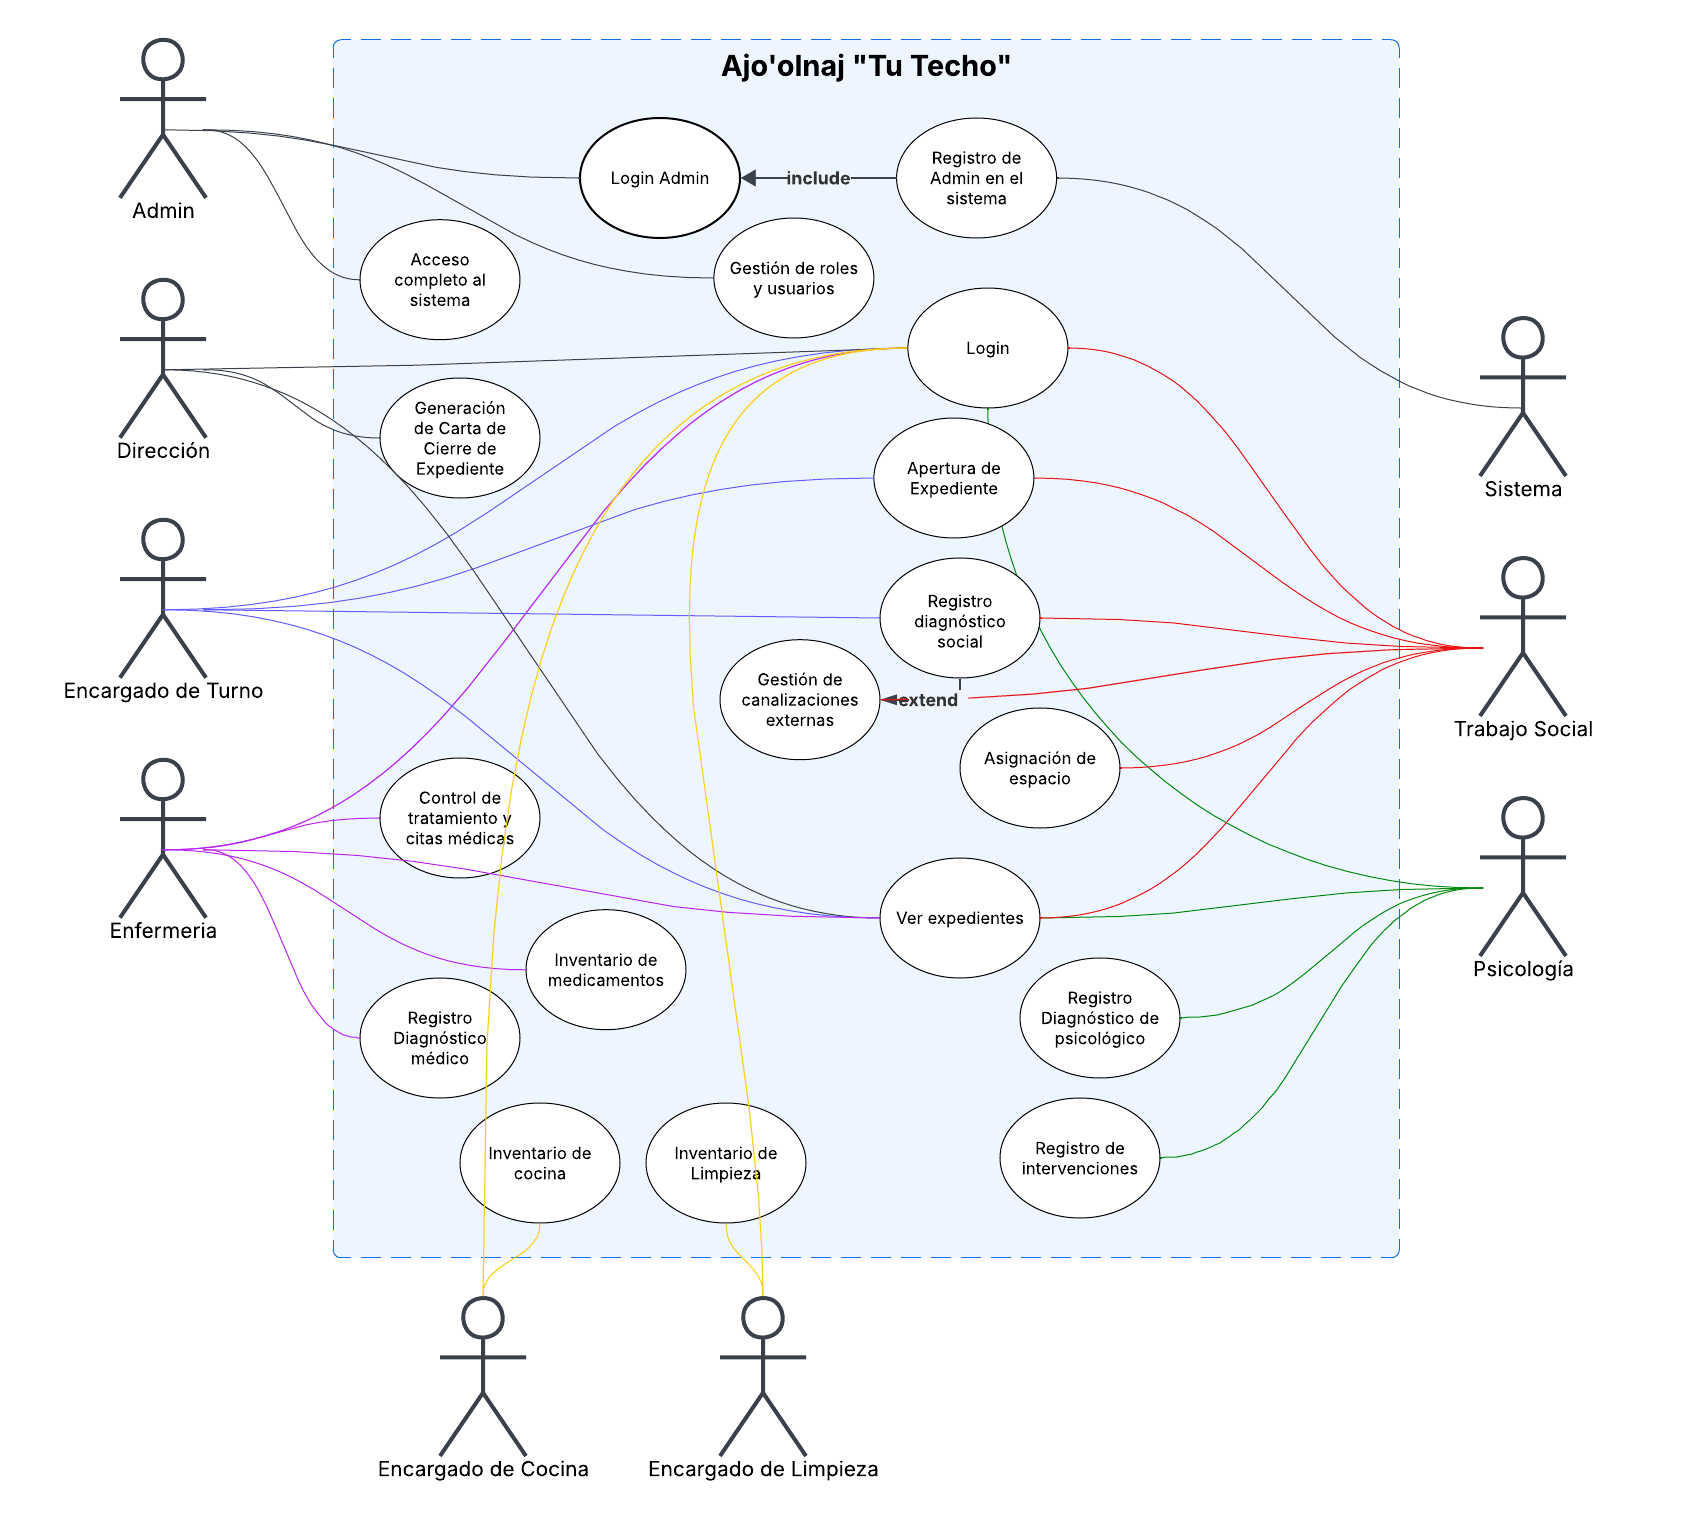 Ajo'olnaj "Tu Techo"
Admin
Login Admin
include
Registro de
Admin en el
sistema
Acceso
completo al
sistema
Gestión de roles
y usuarios
Login
Dirección
Generación
de Carta de
Cierre de
Expediente
Apertura de
Expediente
Sistema
Encargado de Turno
Registro
diagnóstico
social
Gestión de
canalizaciones
externas
extend
Asignación de
espacio
Trabajo Social
Enfermeria
Control de
tratamiento y
citas médicas
Ver expedientes
Psicología
Inventario de
medicamentos
Registro
Diagnóstico
médico
Registro
Diagnóstico de
psicológico
Inventario de
cocina
Inventario de
Limpieza
Registro de
intervenciones
Encargado de Cocina
Encargado de Limpieza